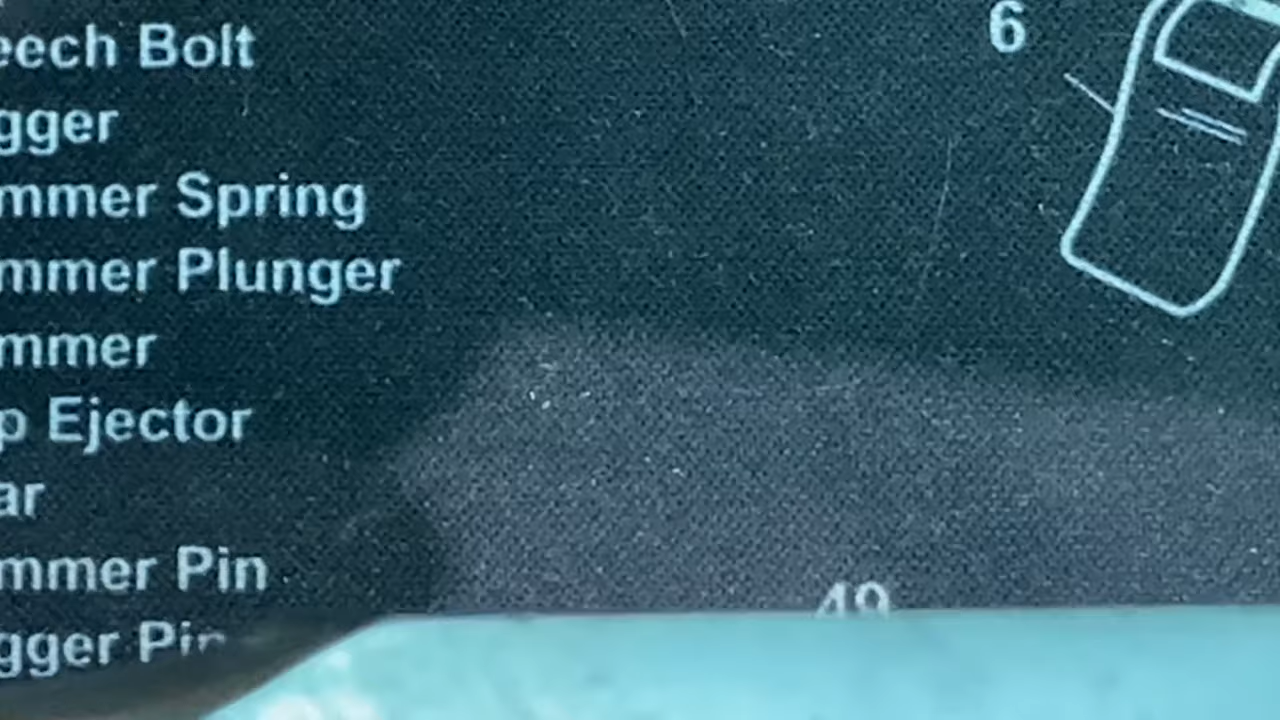 eech Bolt
gger
mmer Spring
mmer Plunger
mmer
p Ejector
ar
mmer Pin
gger Pin
6
49